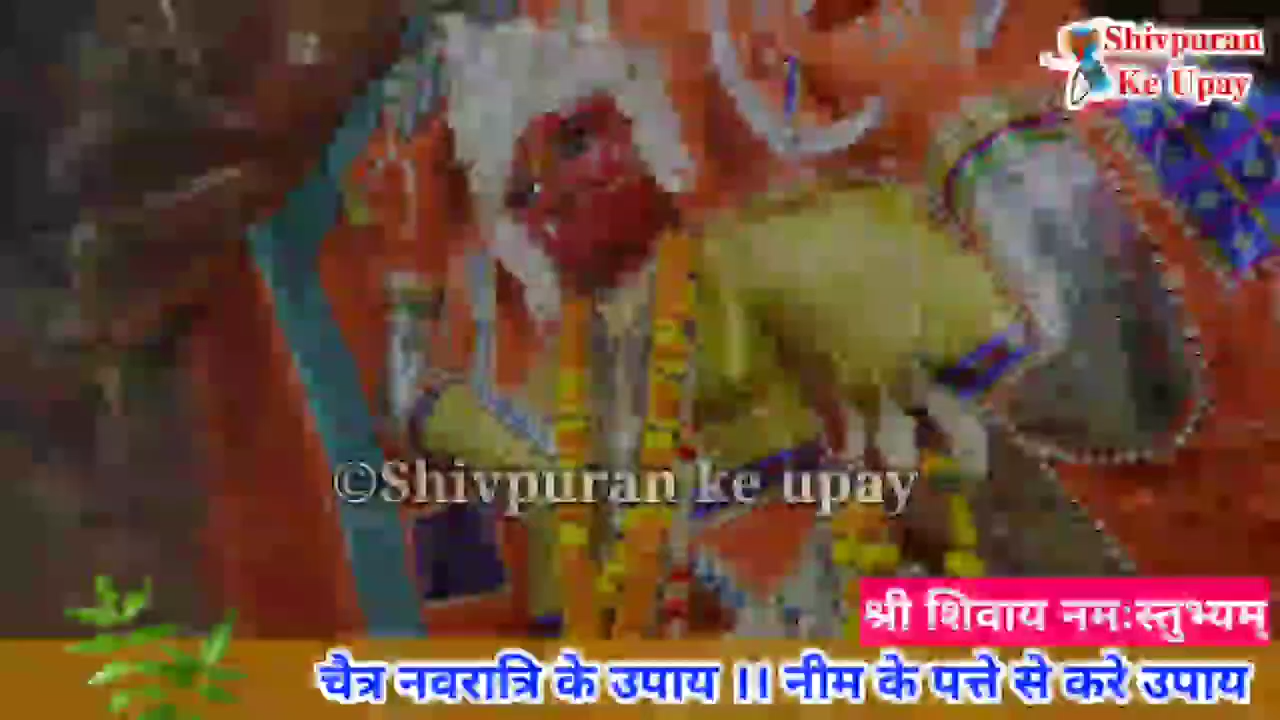 Shivpuran
Ke Upay
©Shivpuran ke upay
श्री शिवाय नमःस्तुभ्यम्
चैत्र नवरात्रि के उपाय ।। नीम के पत्ते से करे उपाय